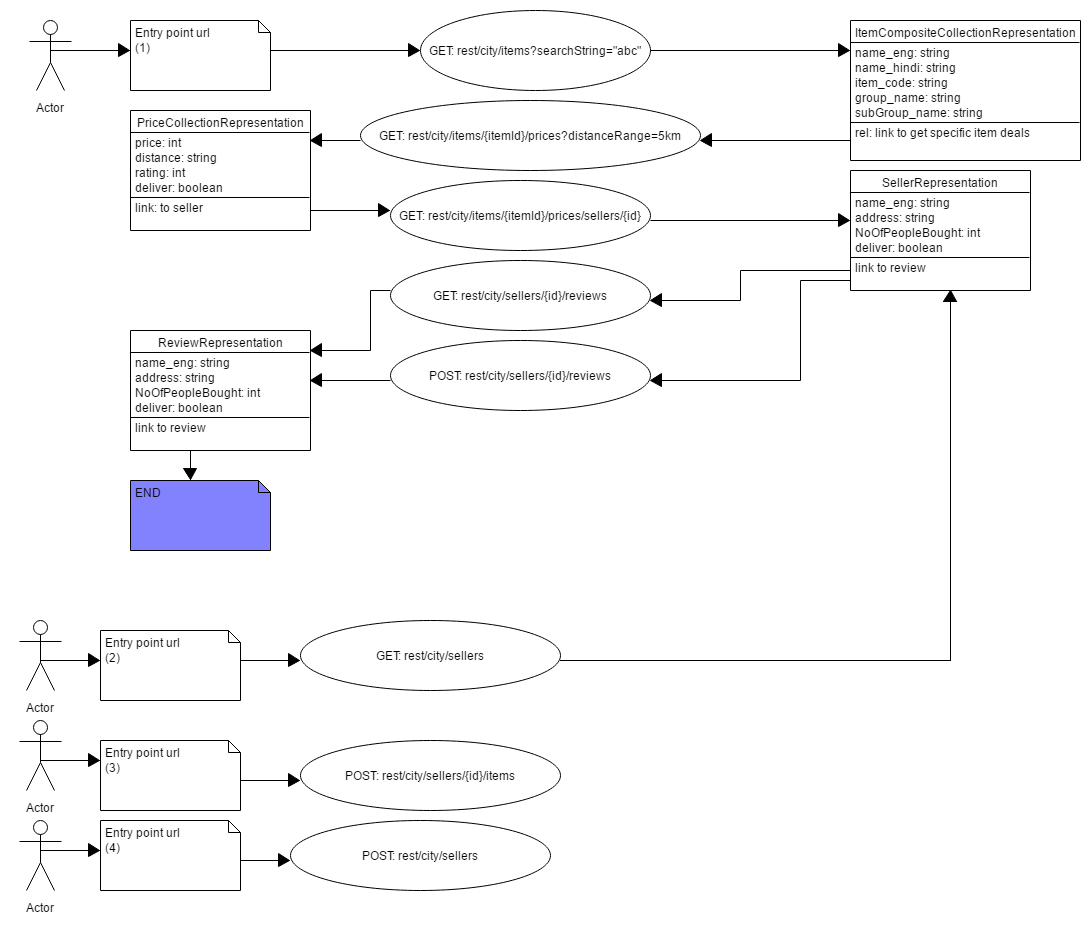 Entry point url
(1)
Actor
GET: rest/city/items?searchString="abc"
ItemCompositeCollectionRepresentation
name_eng: string
name_hindi: string
item_code: string
group_name: string
subGroup_name: string
rel: link to get specific item deals
GET: rest/city/items/{itemId}/prices?distanceRange=5km
PriceCollectionRepresentation
price: int
distance: string
rating: int
deliver: boolean
link: to seller
GET: rest/city/items/{itemId}/prices/sellers/{id}
SellerRepresentation
name_eng: string
address: string
NoOfPeopleBought: int
deliver: boolean
link to review
GET: rest/city/sellers/{id}/reviews
POST: rest/city/sellers/{id}/reviews
ReviewRepresentation
name_eng: string
address: string
NoOfPeopleBought: int
deliver: boolean
link to review
END
Entry point url
(2)
Actor
GET: rest/city/sellers
Entry point url
(3)
Actor
POST: rest/city/sellers/{id}/items
Entry point url
(4)
Actor
POST: rest/city/sellers